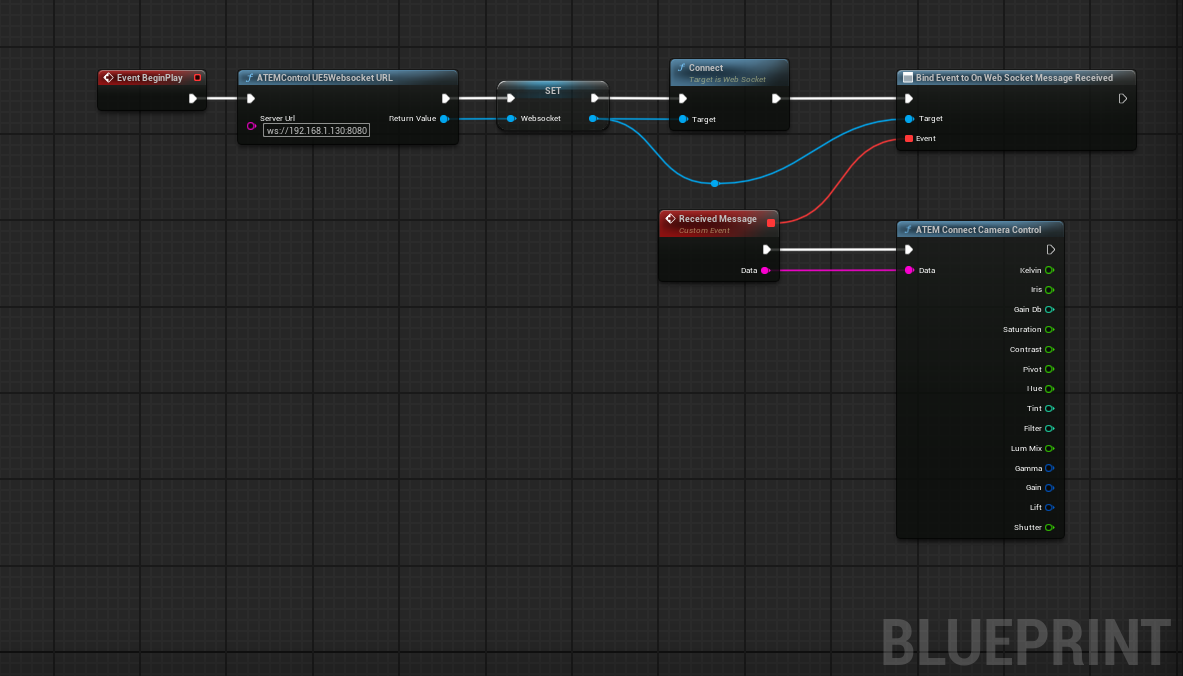 Event BeginPlay
ATEMControl UE5Websocket URL
Server Url
ws://192.168.1.130:8080
Return Value
SET
Websocket
Connect
Target is Web Socket
Target
Bind Event to On Web Socket Message Received
Target
Event
Received Message
Custom Event
Data
ATEM Connect Camera Control
Data
Kelvin
Iris
Gain Db
Saturation
Contrast
Pivot
Hue
Tint
Filter
Lum Mix
Gamma
Gain
Lift
Shutter
BLUEPRINT